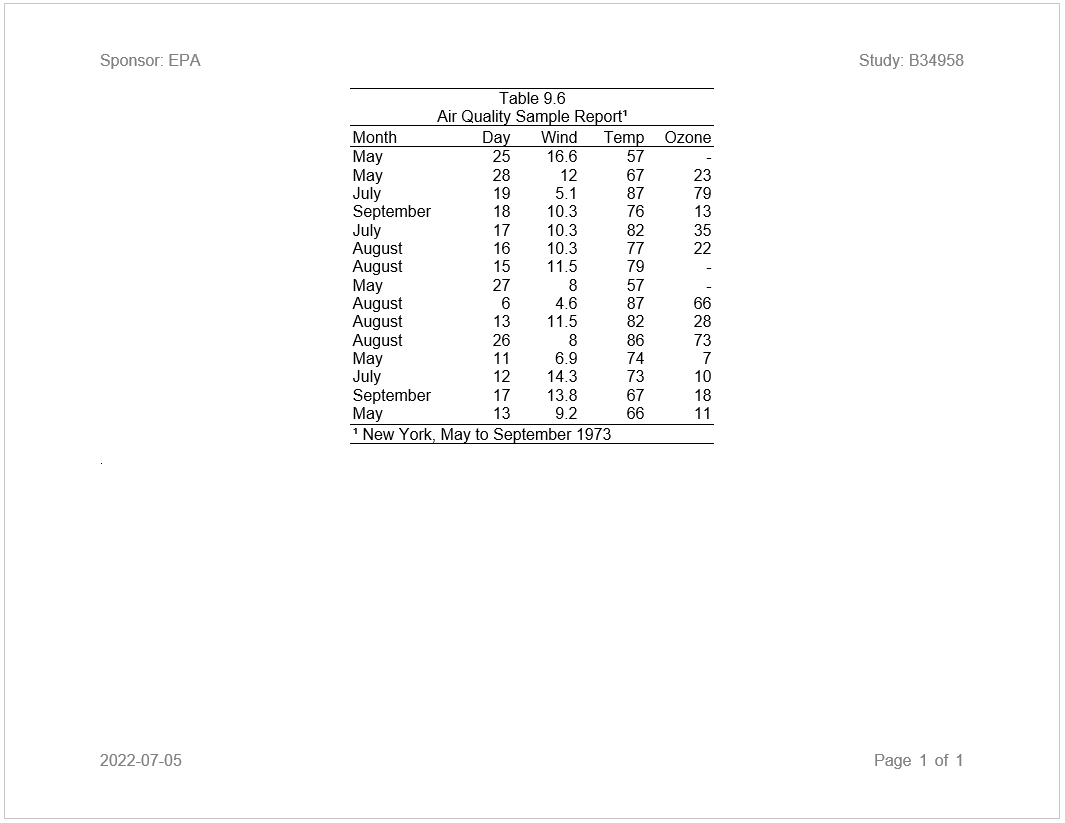 Sponsor: EPA Study: B34958
Table 9.6
Air Quality Sample Report¹
Month Day Wind Temp Ozone
May 25 16.6 57 -
May 28 12 67 23
July 19 5.1 87 79
September 18 10.3 76 13
July 17 10.3 82 35
August 16 10.3 77 22
August 15 11.5 79 -
May 27 8 57 -
August 6 4.6 87 66
August 13 11.5 82 28
August 26 8 86 73
May 11 6.9 74 7
July 12 14.3 73 10
September 17 13.8 67 18
May 13 9.2 66 11
¹ New York, May to September 1973
.
2022-07-05 Page 1 of 1